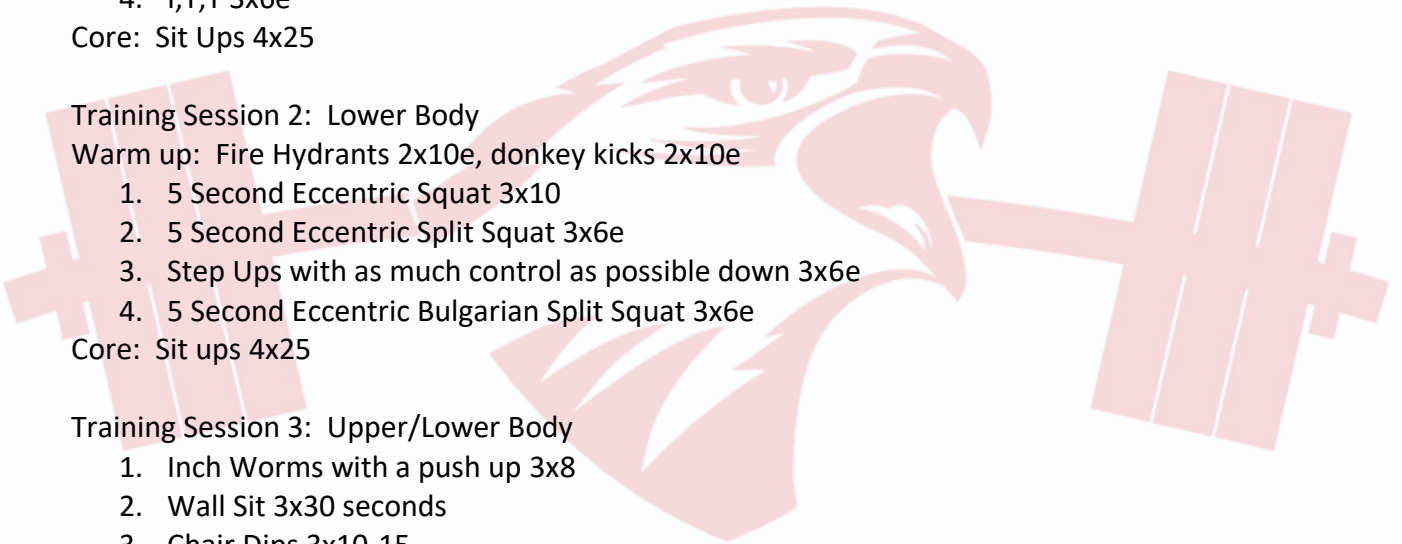 4. 3x6e
Core: Sit Ups 4x25
Training Session 2: Lower Body
Warm up: Fire Hydrants 2x10e, donkey kicks 2x10e
1. 5 Second Eccentric Squat 3x10
2. 5 Second Eccentric Split Squat 3x6e
3. Step Ups with as much control as possible down 3x6e
4. 5 Second Eccentric Bulgarian Split Squat 3x6e
Core: Sit ups 4x25
Training Session 3: Upper/Lower Body
1. Inch Worms with a push up 3x8
2. Wall Sit 3x30 seconds
3. Chair Dips 3x10-15